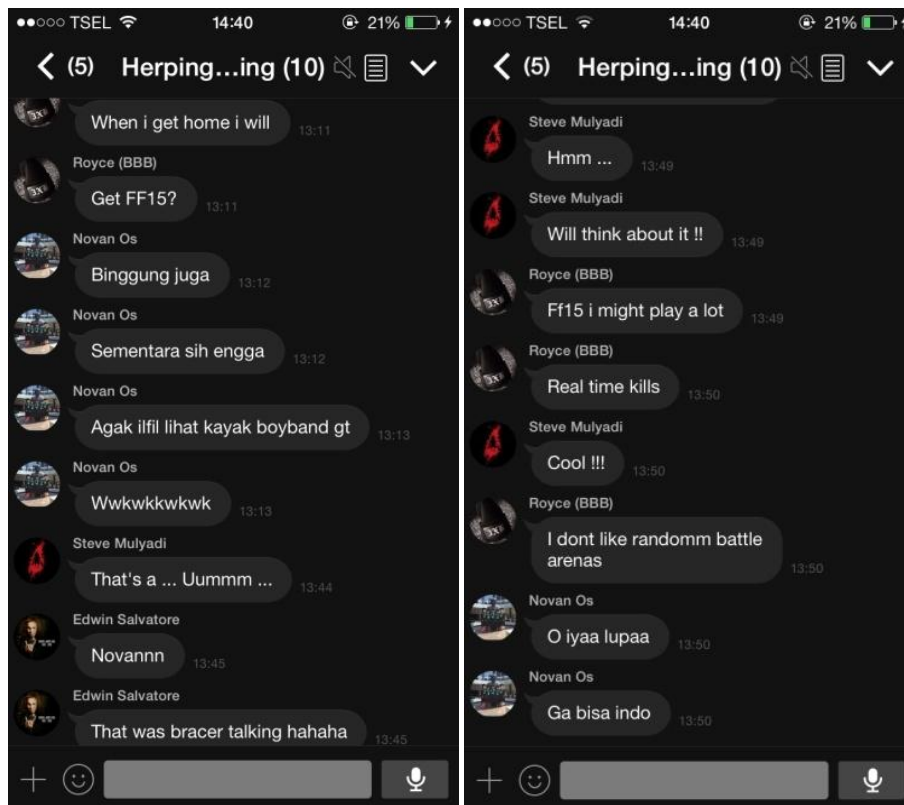 TSEL 14:40 21%
(5) Herping...ing (10)
When i get home i will 13:11
Royce (BBB)
Get FF15? 13:11
Novan Os
Binggung juga 13:12
Novan Os
Sementara sih engga 13:12
Novan Os
Agak ilfil lihat kayak boyband gt 13:13
Novan Os
Wwkwkkwkwk 13:13
Steve Mulyadi
That's a ... Uummm ... 13:44
Edwin Salvatore
Novannn 13:45
Edwin Salvatore
That was bracer talking hahaha 13:45
TSEL 14:40 21%
(5) Herping...ing (10)
Steve Mulyadi
Hmm ... 13:49
Steve Mulyadi
Will think about it !! 13:49
Royce (BBB)
Ff15 i might play a lot 13:49
Royce (BBB)
Real time kills 13:50
Steve Mulyadi
Cool !!! 13:50
Royce (BBB)
I dont like randomm battle
arenas 13:50
Novan Os
O iyaa lupaa 13:50
Novan Os
Ga bisa indo 13:50